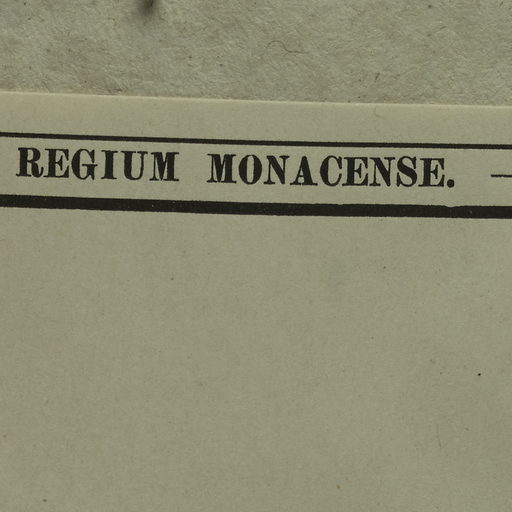 REGIUM MONACENSE. —